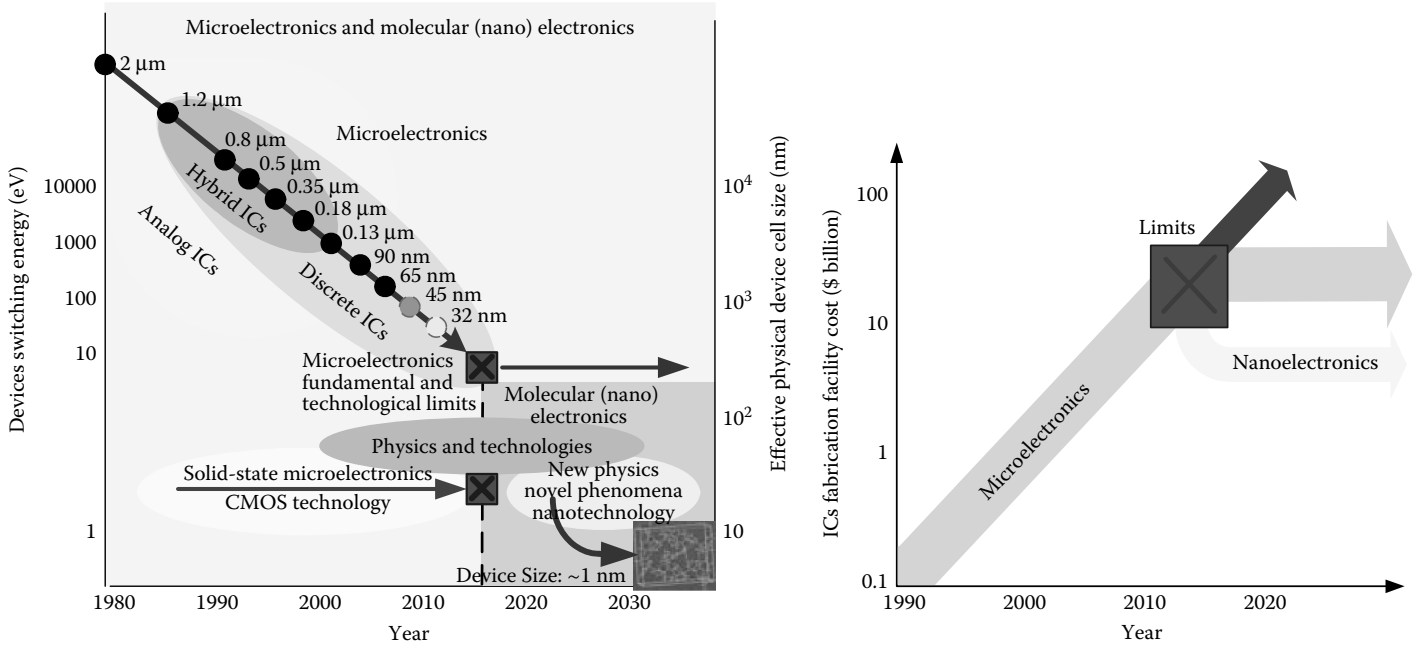 Microelectronics and molecular (nano) electronics
2 μm
1.2 μm
0.8 μm
0.5 μm
0.35 μm
0.18 μm
0.13 μm
90 nm
65 nm
45 nm
32 nm
Microelectronics
Hybrid ICs
Analog ICs
Discrete ICs
Microelectronics
fundamental and
technological limits
Molecular (nano)
electronics
Physics and technologies
Solid-state microelectronics
CMOS technology
New physics
novel phenomena
nanotechnology
Device Size: ~1 nm
Devices switching energy (eV)
10000
1000
100
10
1
Effective physical device cell size (nm)
10⁴
10³
10²
10
1980
1990
2000
2010
2020
2030
Year
ICs fabrication facility cost ($ billion)
100
10
1
0.1
Limits
Microelectronics
Nanoelectronics
1990
2000
2010
2020
Year